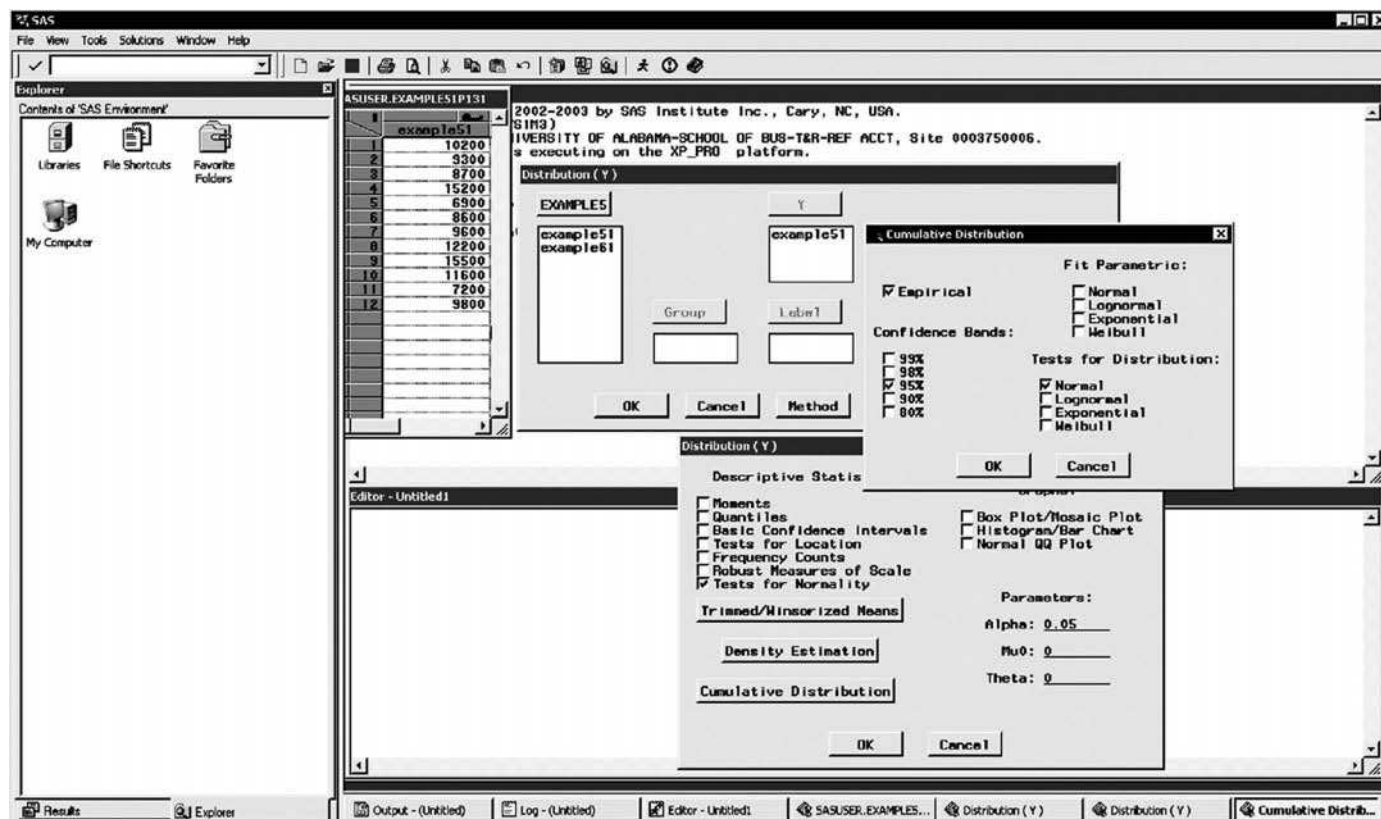 SAS
File View Tools Solutions Window Help
Explorer
Contents of 'SAS Environment'
Libraries
File Shortcuts
Favorite Folders
My Computer
ASUSER.EXAMPLE51P131
example51
1 10200
2 9300
3 8700
4 15200
5 6900
6 8600
7 9600
8 12200
9 15500
10 11600
11 7200
12 9800
2002-2003 by SAS Institute Inc., Cary, NC, USA.
SIM3)
IVERSITY OF ALABAMA-SCHOOL OF BUS-T&R-REF ACCT, Site 0003750006.
s executing on the XP_PRO platform.
Distribution ( Y )
EXAMPLE5
Y
example51
example61
example51
Group
Label
OK
Cancel
Method
Cumulative Distribution
Fit Parametric:
Empirical
Normal
Lognormal
Exponential
Weibull
Confidence Bands:
99%
98%
95%
90%
80%
Tests for Distribution:
Normal
Lognormal
Exponential
Weibull
OK
Cancel
Distribution ( Y )
Descriptive Statis
Moments
Quantiles
Basic Confidence Intervals
Tests for Location
Frequency Counts
Robust Measures of Scale
Tests for Normality
Trimmed/Winsorized Means
Density Estimation
Cumulative Distribution
Box Plot/Mosaic Plot
Histogram/Bar Chart
Normal QQ Plot
Parameters:
Alpha: 0.05
Mu0: 0
Theta: 0
OK
Cancel
Editor - Untitled1
Results
Explorer
Output - (Untitled)
Log - (Untitled)
Editor - Untitled1
SASUSER.EXAMPLES...
Distribution ( Y )
Distribution ( Y )
Cumulative Distrib...